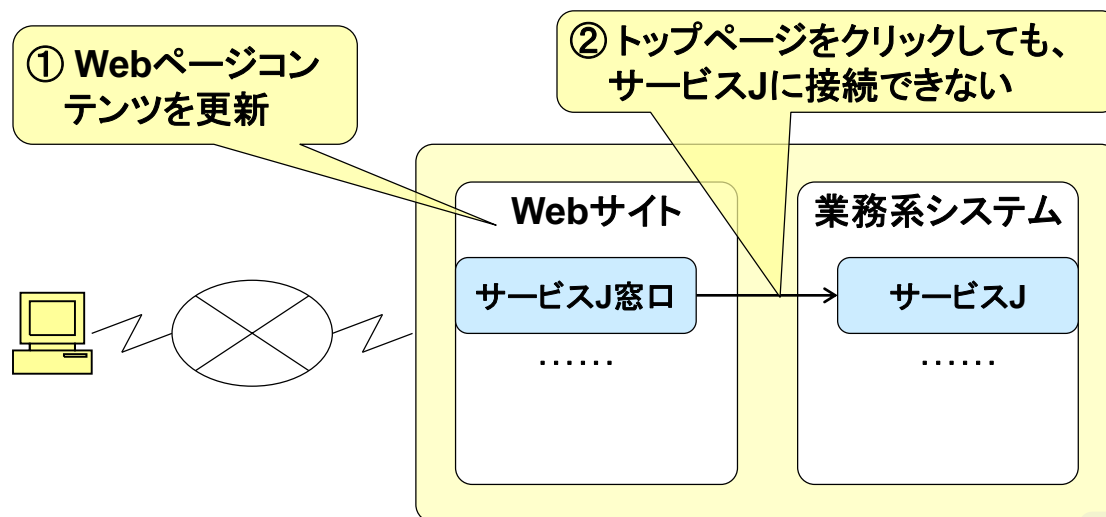 ① Webページコン
テンツを更新
② トップページをクリックしても、
サービスJに接続できない
Webサイト
業務系システム
サービスJ窓口
サービスJ
......
......